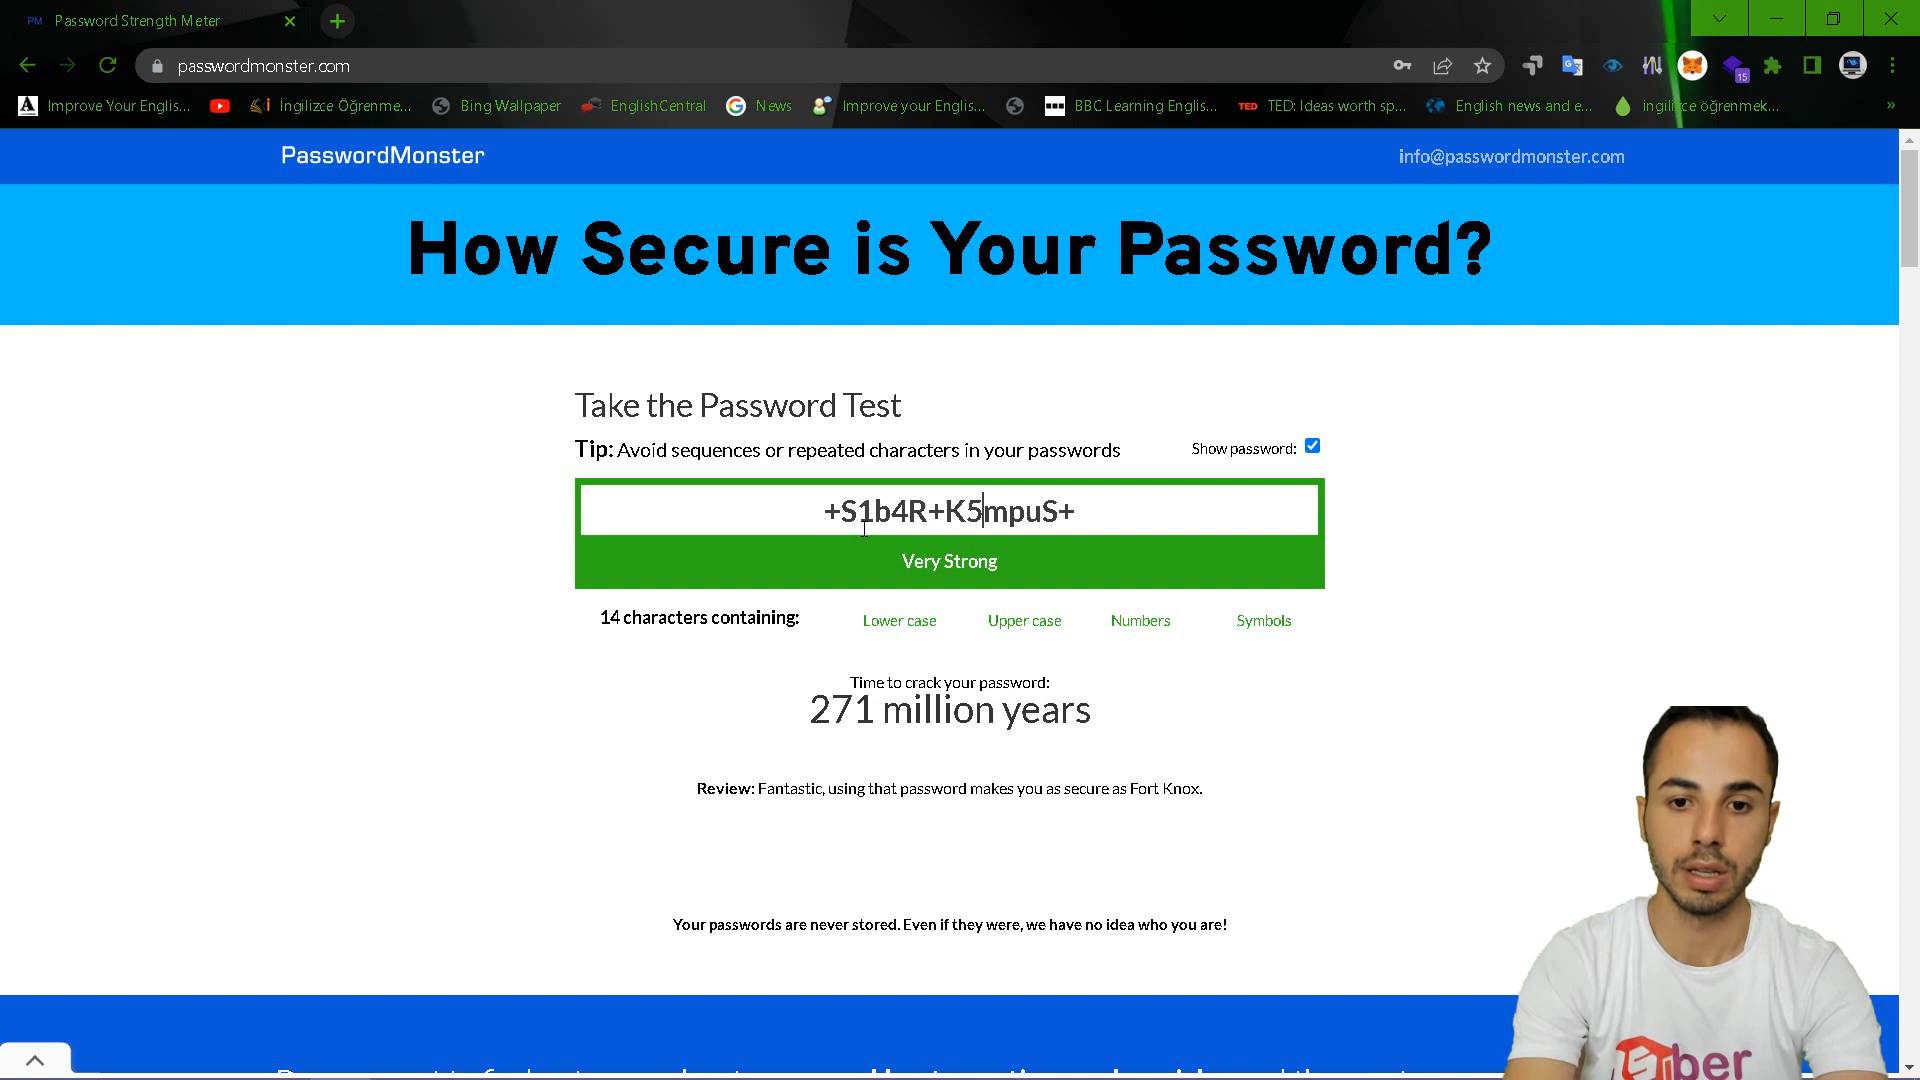 PM Password Strength Meter
passwordmonster.com
15
Improve Your Englis...
İngilizce Öğrenme...
Bing Wallpaper
EnglishCentral
News
Improve your Englis...
BBC Learning Englis...
TED TED: Ideas worth sp...
English news and e...
ingilizce öğrenmek...
PasswordMonster
info@passwordmonster.com
How Secure is Your Password?
Take the Password Test
Tip: Avoid sequences or repeated characters in your passwords
Show password:
+S1b4R+K5mpuS+
Very Strong
14 characters containing:
Lower case
Upper case
Numbers
Symbols
Time to crack your password:
271 million years
Review: Fantastic, using that password makes you as secure as Fort Knox.
Your passwords are never stored. Even if they were, we have no idea who you are!